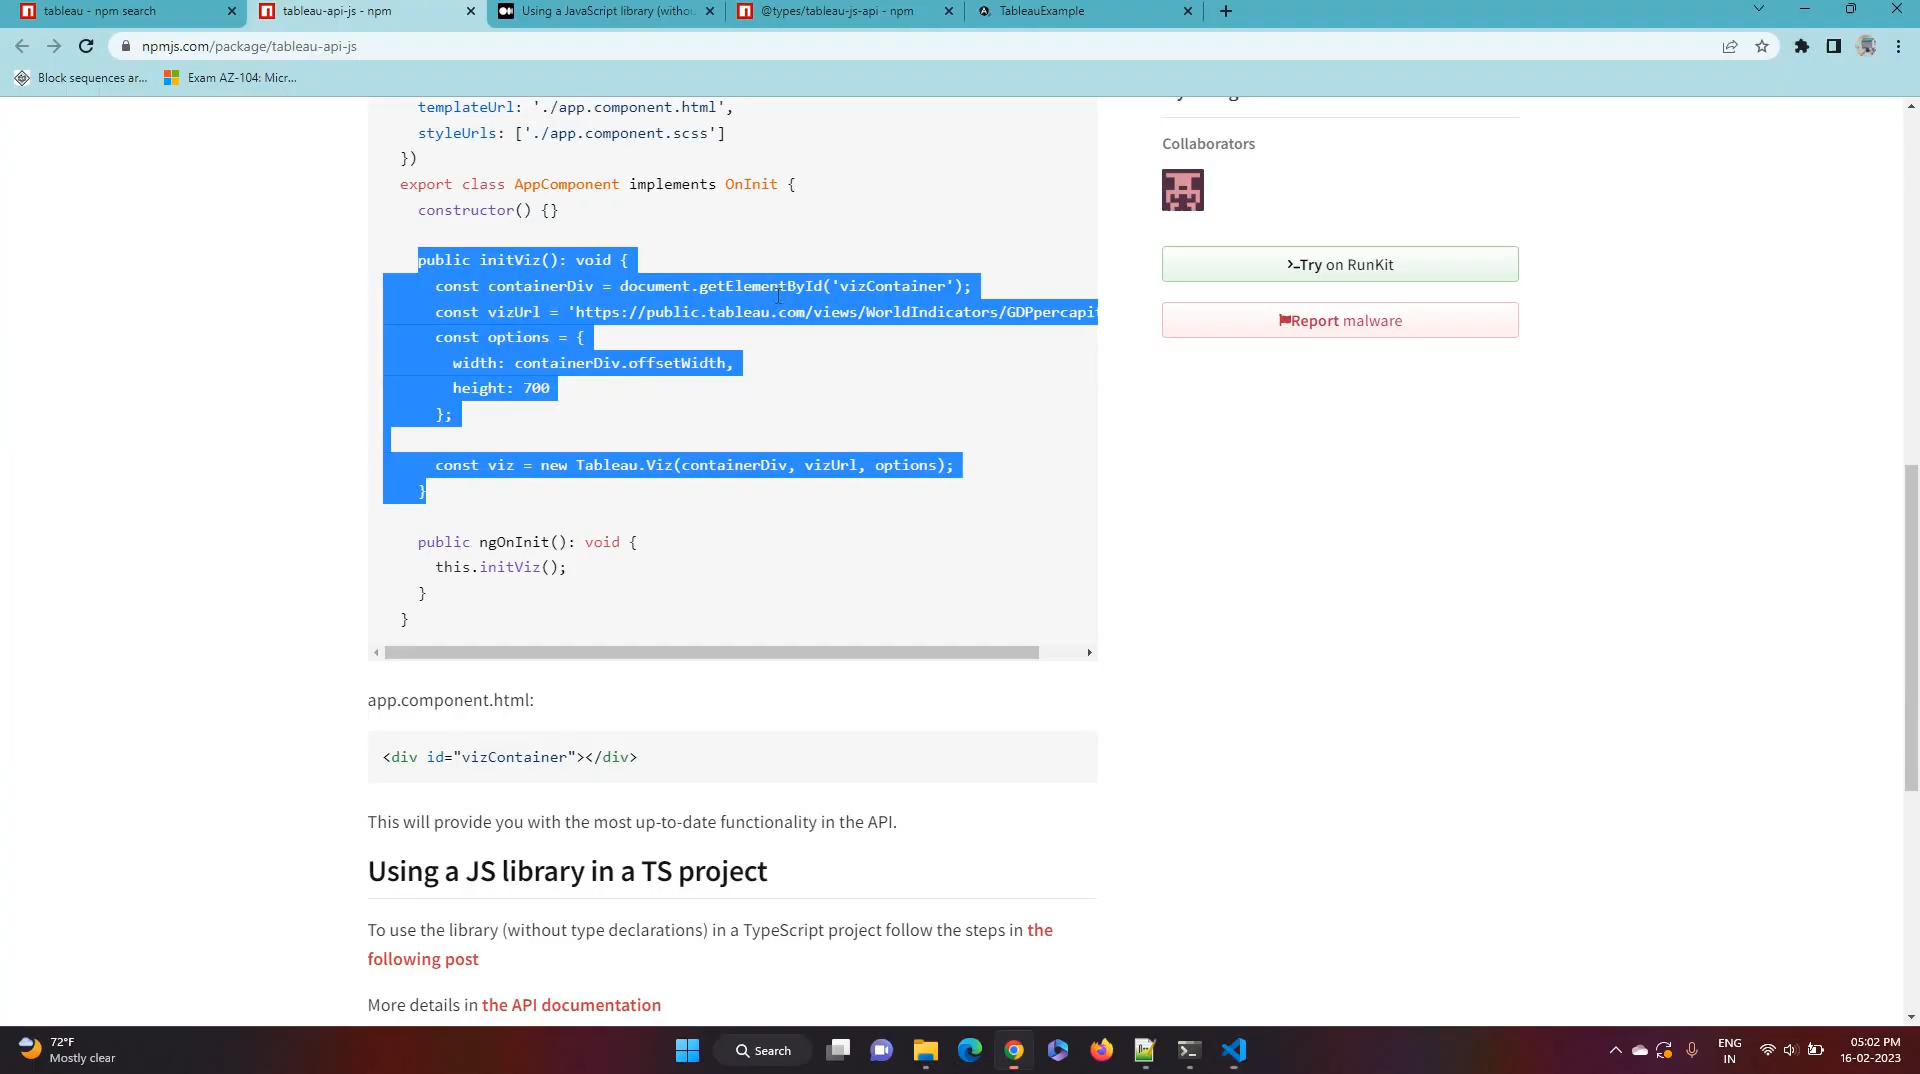 tableau - npm search
tableau-api-js - npm
Using a JavaScript library (withou
@types/tableau-js-api - npm
TableauExample
npmjs.com/package/tableau-api-js
Block sequences ar...
Exam AZ-104: Micr...
templateUrl: './app.component.html',
styleUrls: ['./app.component.scss']
})
export class AppComponent implements OnInit {
constructor() {}
public initViz(): void {
const containerDiv = document.getElementById('vizContainer');
const vizUrl = 'https://public.tableau.com/views/WorldIndicators/GDPpercapit
const options = {
width: containerDiv.offsetWidth,
height: 700
};
const viz = new Tableau.Viz(containerDiv, vizUrl, options);
}
public ngOnInit(): void {
this.initViz();
}
}
app.component.html:
<div id="vizContainer"></div>
This will provide you with the most up-to-date functionality in the API.
Using a JS library in a TS project
To use the library (without type declarations) in a TypeScript project follow the steps in the
following post
More details in the API documentation
Collaborators
>_Try on RunKit
Report malware
72°F
Mostly clear
Search
ENG
IN
05:02 PM
16-02-2023